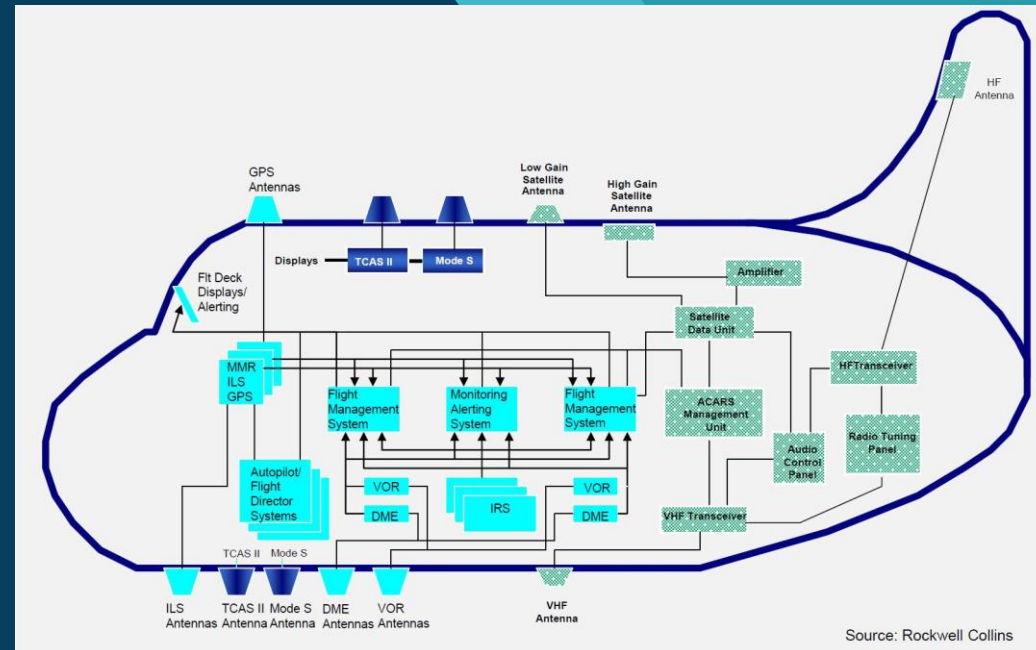 HF
Antenna
GPS
Antennas
Low Gain
Satellite
Antenna
High Gain
Satellite
Antenna
Displays
TCAS II
Mode S
Amplifier
Flt Deck
Displays/
Alerting
Satellite
Data Unit
MMR
ILS
GPS
HFTransceiver
Flight
Management
System
Monitoring
Alerting
System
Flight
Management
System
ACARS
Management
Unit
Audio
Control
Panel
Radio Tuning
Panel
Autopilot/
Flight
Director
Systems
VOR
DME
IRS
VOR
DME
VHF Transceiver
TCAS II
Mode S
ILS
Antennas
TCAS II
Antenna
Mode S
Antenna
DME
Antennas
VOR
Antennas
VHF
Antenna
Source: Rockwell Collins